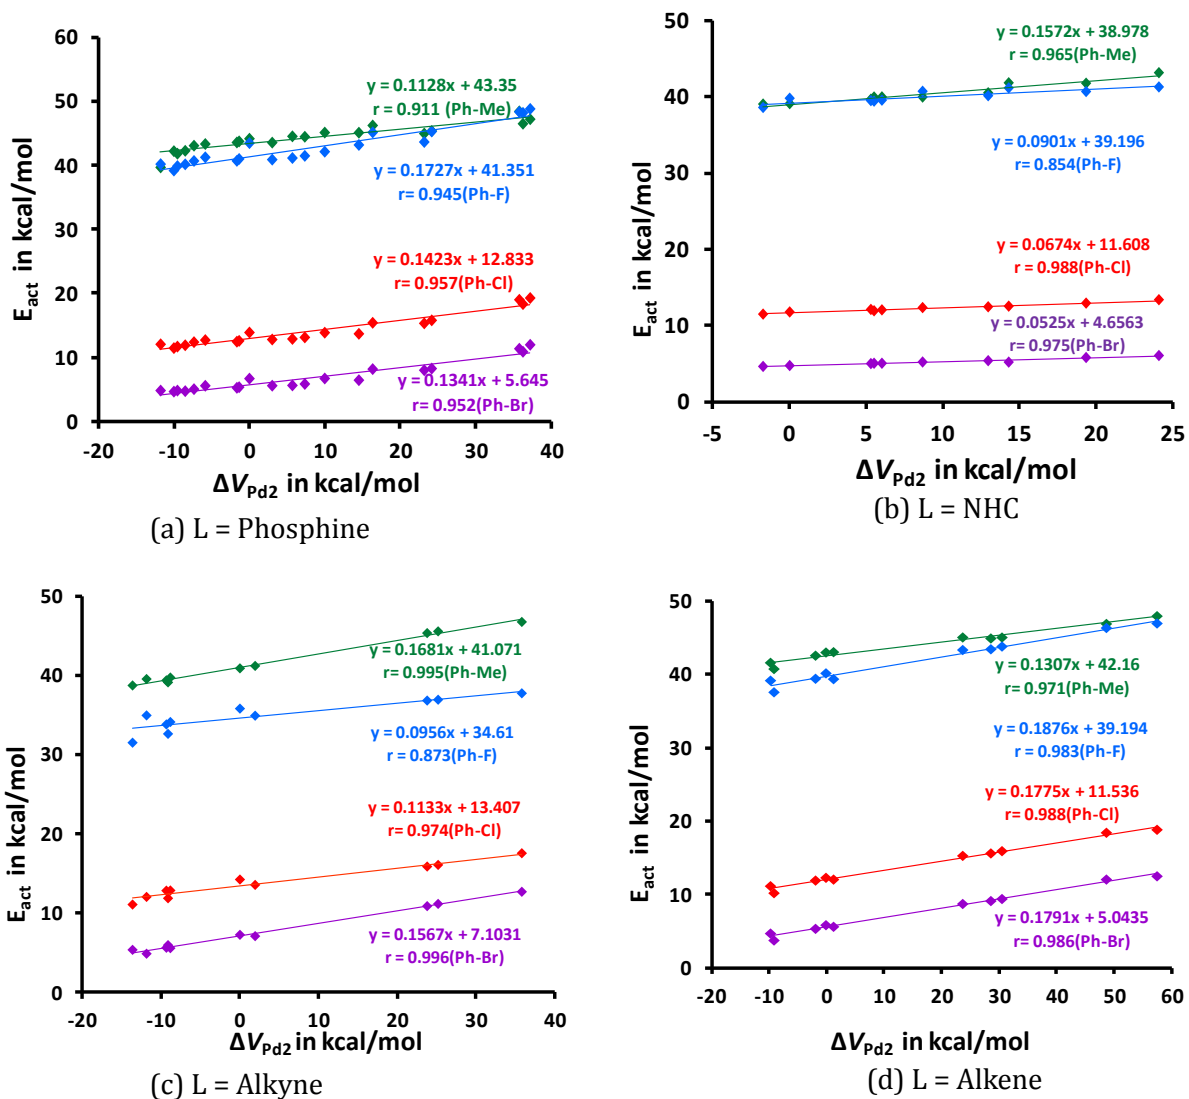 60
50
40
30
20
10
0
-20
-10
0
10
20
30
40
E_act in kcal/mol
ΔV_Pd2 in kcal/mol
y = 0.1128x + 43.35
r = 0.911 (Ph-Me)
y = 0.1727x + 41.351
r= 0.945(Ph-F)
y = 0.1423x + 12.833
r= 0.957(Ph-Cl)
y = 0.1341x + 5.645
r = 0.952(Ph-Br)
(a) L = Phosphine
50
40
30
20
10
0
-5
0
5
10
15
20
25
E_act in kcal/mol
ΔV_Pd2 in kcal/mol
y = 0.1572x + 38.978
r = 0.965(Ph-Me)
y = 0.0901x + 39.196
r = 0.854(Ph-F)
y = 0.0674x + 11.608
r = 0.988(Ph-Cl)
y = 0.0525x + 4.6563
r = 0.975(Ph-Br)
(b) L = NHC
50
40
30
20
10
0
-20
-10
0
10
20
30
40
E_act in kcal/mol
ΔV_Pd2 in kcal/mol
y = 0.1681x + 41.071
r= 0.995(Ph-Me)
y = 0.0956x + 34.61
r = 0.873(Ph-F)
y = 0.1133x + 13.407
r= 0.974(Ph-Cl)
y = 0.1567x + 7.1031
r = 0.996(Ph-Br)
(c) L = Alkyne
50
40
30
20
10
0
-20
-10
0
10
20
30
40
50
60
E_act in kcal/mol
ΔV_Pd2 in kcal/mol
y = 0.1307x + 42.16
r = 0.971(Ph-Me)
y = 0.1876x + 39.194
r = 0.983(Ph-F)
y = 0.1775x + 11.536
r= 0.988(Ph-Cl)
y = 0.1791x + 5.0435
r= 0.986(Ph-Br)
(d) L = Alkene